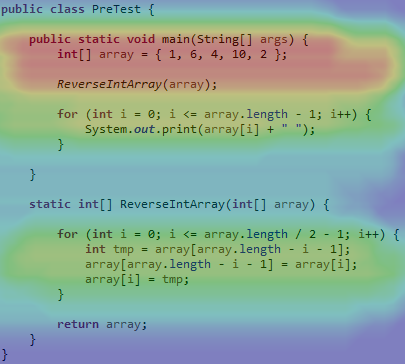 public class PreTest {
public static void main(String[] args) {
int[] array = { 1, 6, 4, 10, 2 };
ReverseIntArray(array);
for (int i = 0; i <= array.length - 1; i++) {
System.out.print(array[i] + " ");
}
}
static int[] ReverseIntArray(int[] array) {
for (int i = 0; i <= array.length / 2 - 1; i++) {
int tmp = array[array.length - i - 1];
array[array.length - i - 1] = array[i];
array[i] = tmp;
}
return array;
}
}